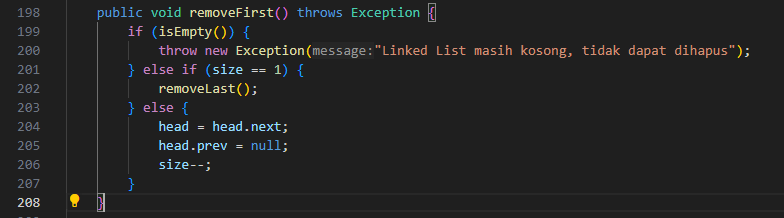 198 public void removeFirst() throws Exception {
199 if (isEmpty()) {
200 throw new Exception(message:"Linked List masih kosong, tidak dapat dihapus");
201 } else if (size == 1) {
202 removeLast();
203 } else {
204 head = head.next;
205 head.prev = null;
206 size--;
207 }
208 }